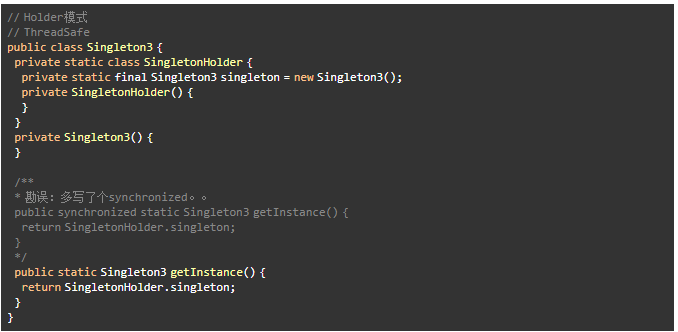 // Holder模式
// ThreadSafe
public class Singleton3 {
private static class SingletonHolder {
private static final Singleton3 singleton = new Singleton3();
private SingletonHolder() {
}
}
private Singleton3() {
}
/**
* 勘误：多写了个synchronized。。
public synchronized static Singleton3 getInstance() {
return SingletonHolder.singleton;
}
*/
public static Singleton3 getInstance() {
return SingletonHolder.singleton;
}
}